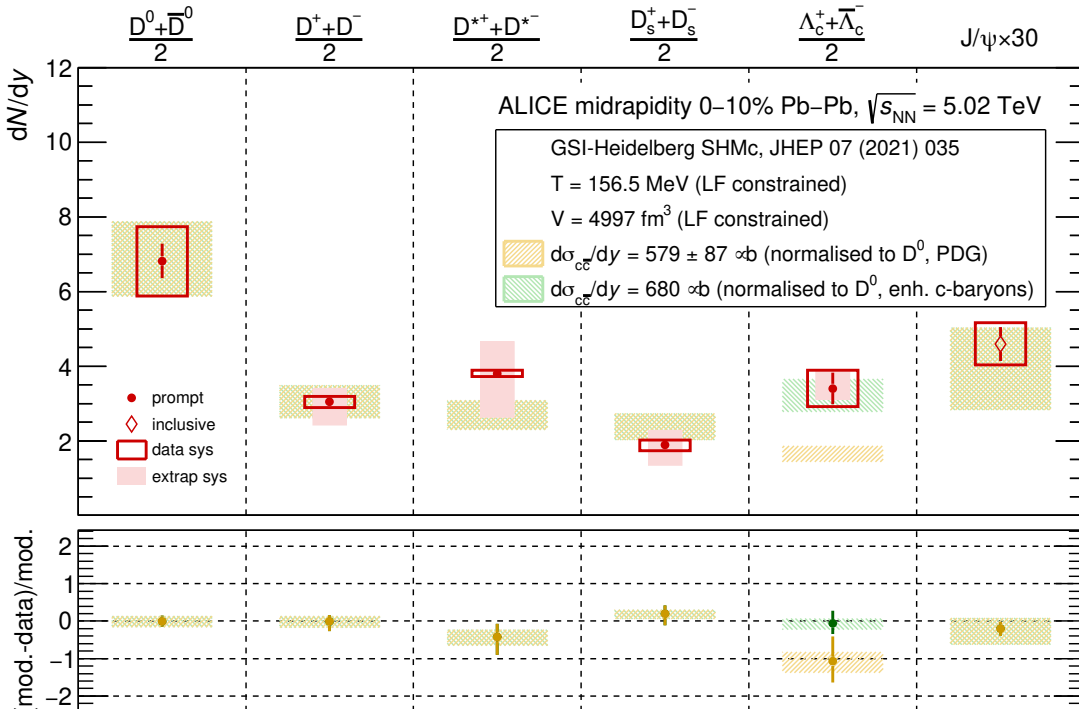 D⁰+D̅⁰
2
D⁺+D⁻
2
D*⁺+D*⁻
2
Dₛ⁺+Dₛ⁻
2
Λ_c⁺+Λ̅_c⁻
2
J/ψ×30
dN/dy
12
10
8
6
4
2
ALICE midrapidity 0−10% Pb−Pb, √s_NN = 5.02 TeV
GSI-Heidelberg SHMc, JHEP 07 (2021) 035
T = 156.5 MeV (LF constrained)
V = 4997 fm³ (LF constrained)
dσ_cc̅/dy = 579 ± 87 ∝b (normalised to D⁰, PDG)
dσ_cc̅/dy = 680 ∝b (normalised to D⁰, enh. c-baryons)
prompt
inclusive
data sys
extrap sys
(mod.-data)/mod.
2
1
0
−1
−2